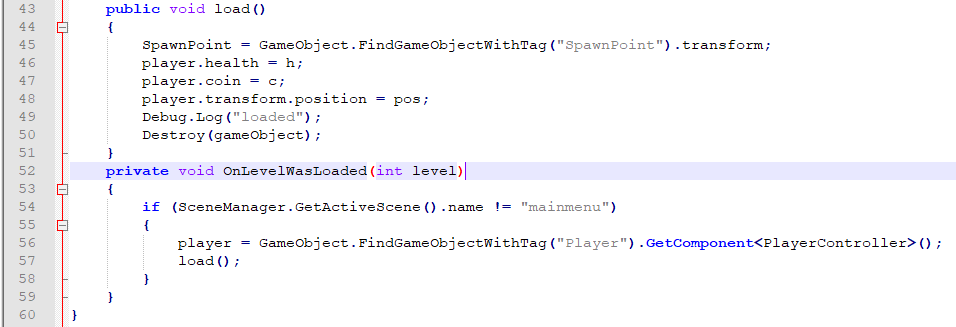 43 public void load()
44 {
45 SpawnPoint = GameObject.FindGameObjectWithTag("SpawnPoint").transform;
46 player.health = h;
47 player.coin = c;
48 player.transform.position = pos;
49 Debug.Log("loaded");
50 Destroy(gameObject);
51 }
52 private void OnLevelWasLoaded(int level)
53 {
54 if (SceneManager.GetActiveScene().name != "mainmenu")
55 {
56 player = GameObject.FindGameObjectWithTag("Player").GetComponent<PlayerController>();
57 load();
58 }
59 }
60 }